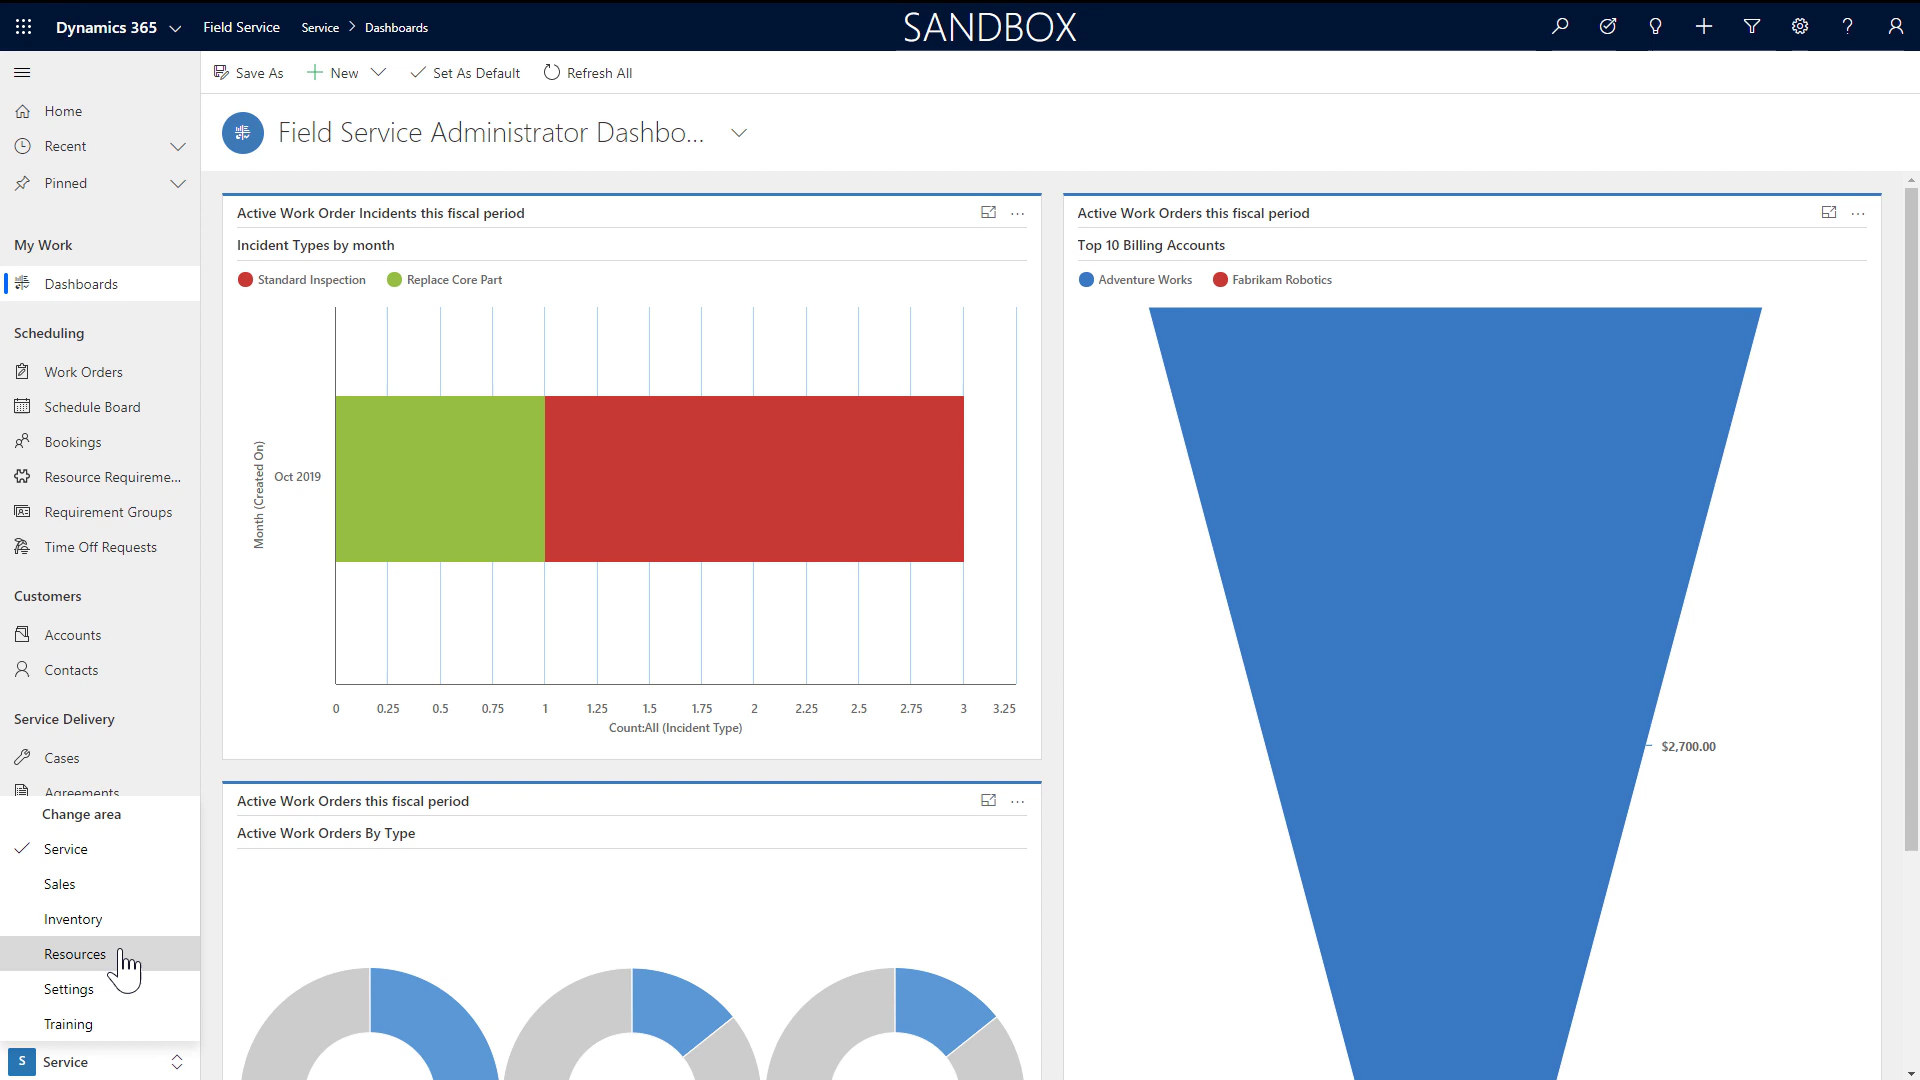 Dynamics 365
Field Service
Service > Dashboards
SANDBOX
Save As
New
Set As Default
Refresh All
Home
Recent
Pinned
My Work
Dashboards
Scheduling
Work Orders
Schedule Board
Bookings
Resource Requireme...
Requirement Groups
Time Off Requests
Customers
Accounts
Contacts
Service Delivery
Cases
Agreements
Change area
Service
Sales
Inventory
Resources
Settings
Training
S Service
Field Service Administrator Dashbo...
Active Work Order Incidents this fiscal period
Incident Types by month
Standard Inspection Replace Core Part
Month (Created On)
Oct 2019
0 0.25 0.5 0.75 1 1.25 1.5 1.75 2 2.25 2.5 2.75 3 3.25
Count:All (Incident Type)
Active Work Orders this fiscal period
Active Work Orders By Type
Active Work Orders this fiscal period
Top 10 Billing Accounts
Adventure Works Fabrikam Robotics
$2,700.00